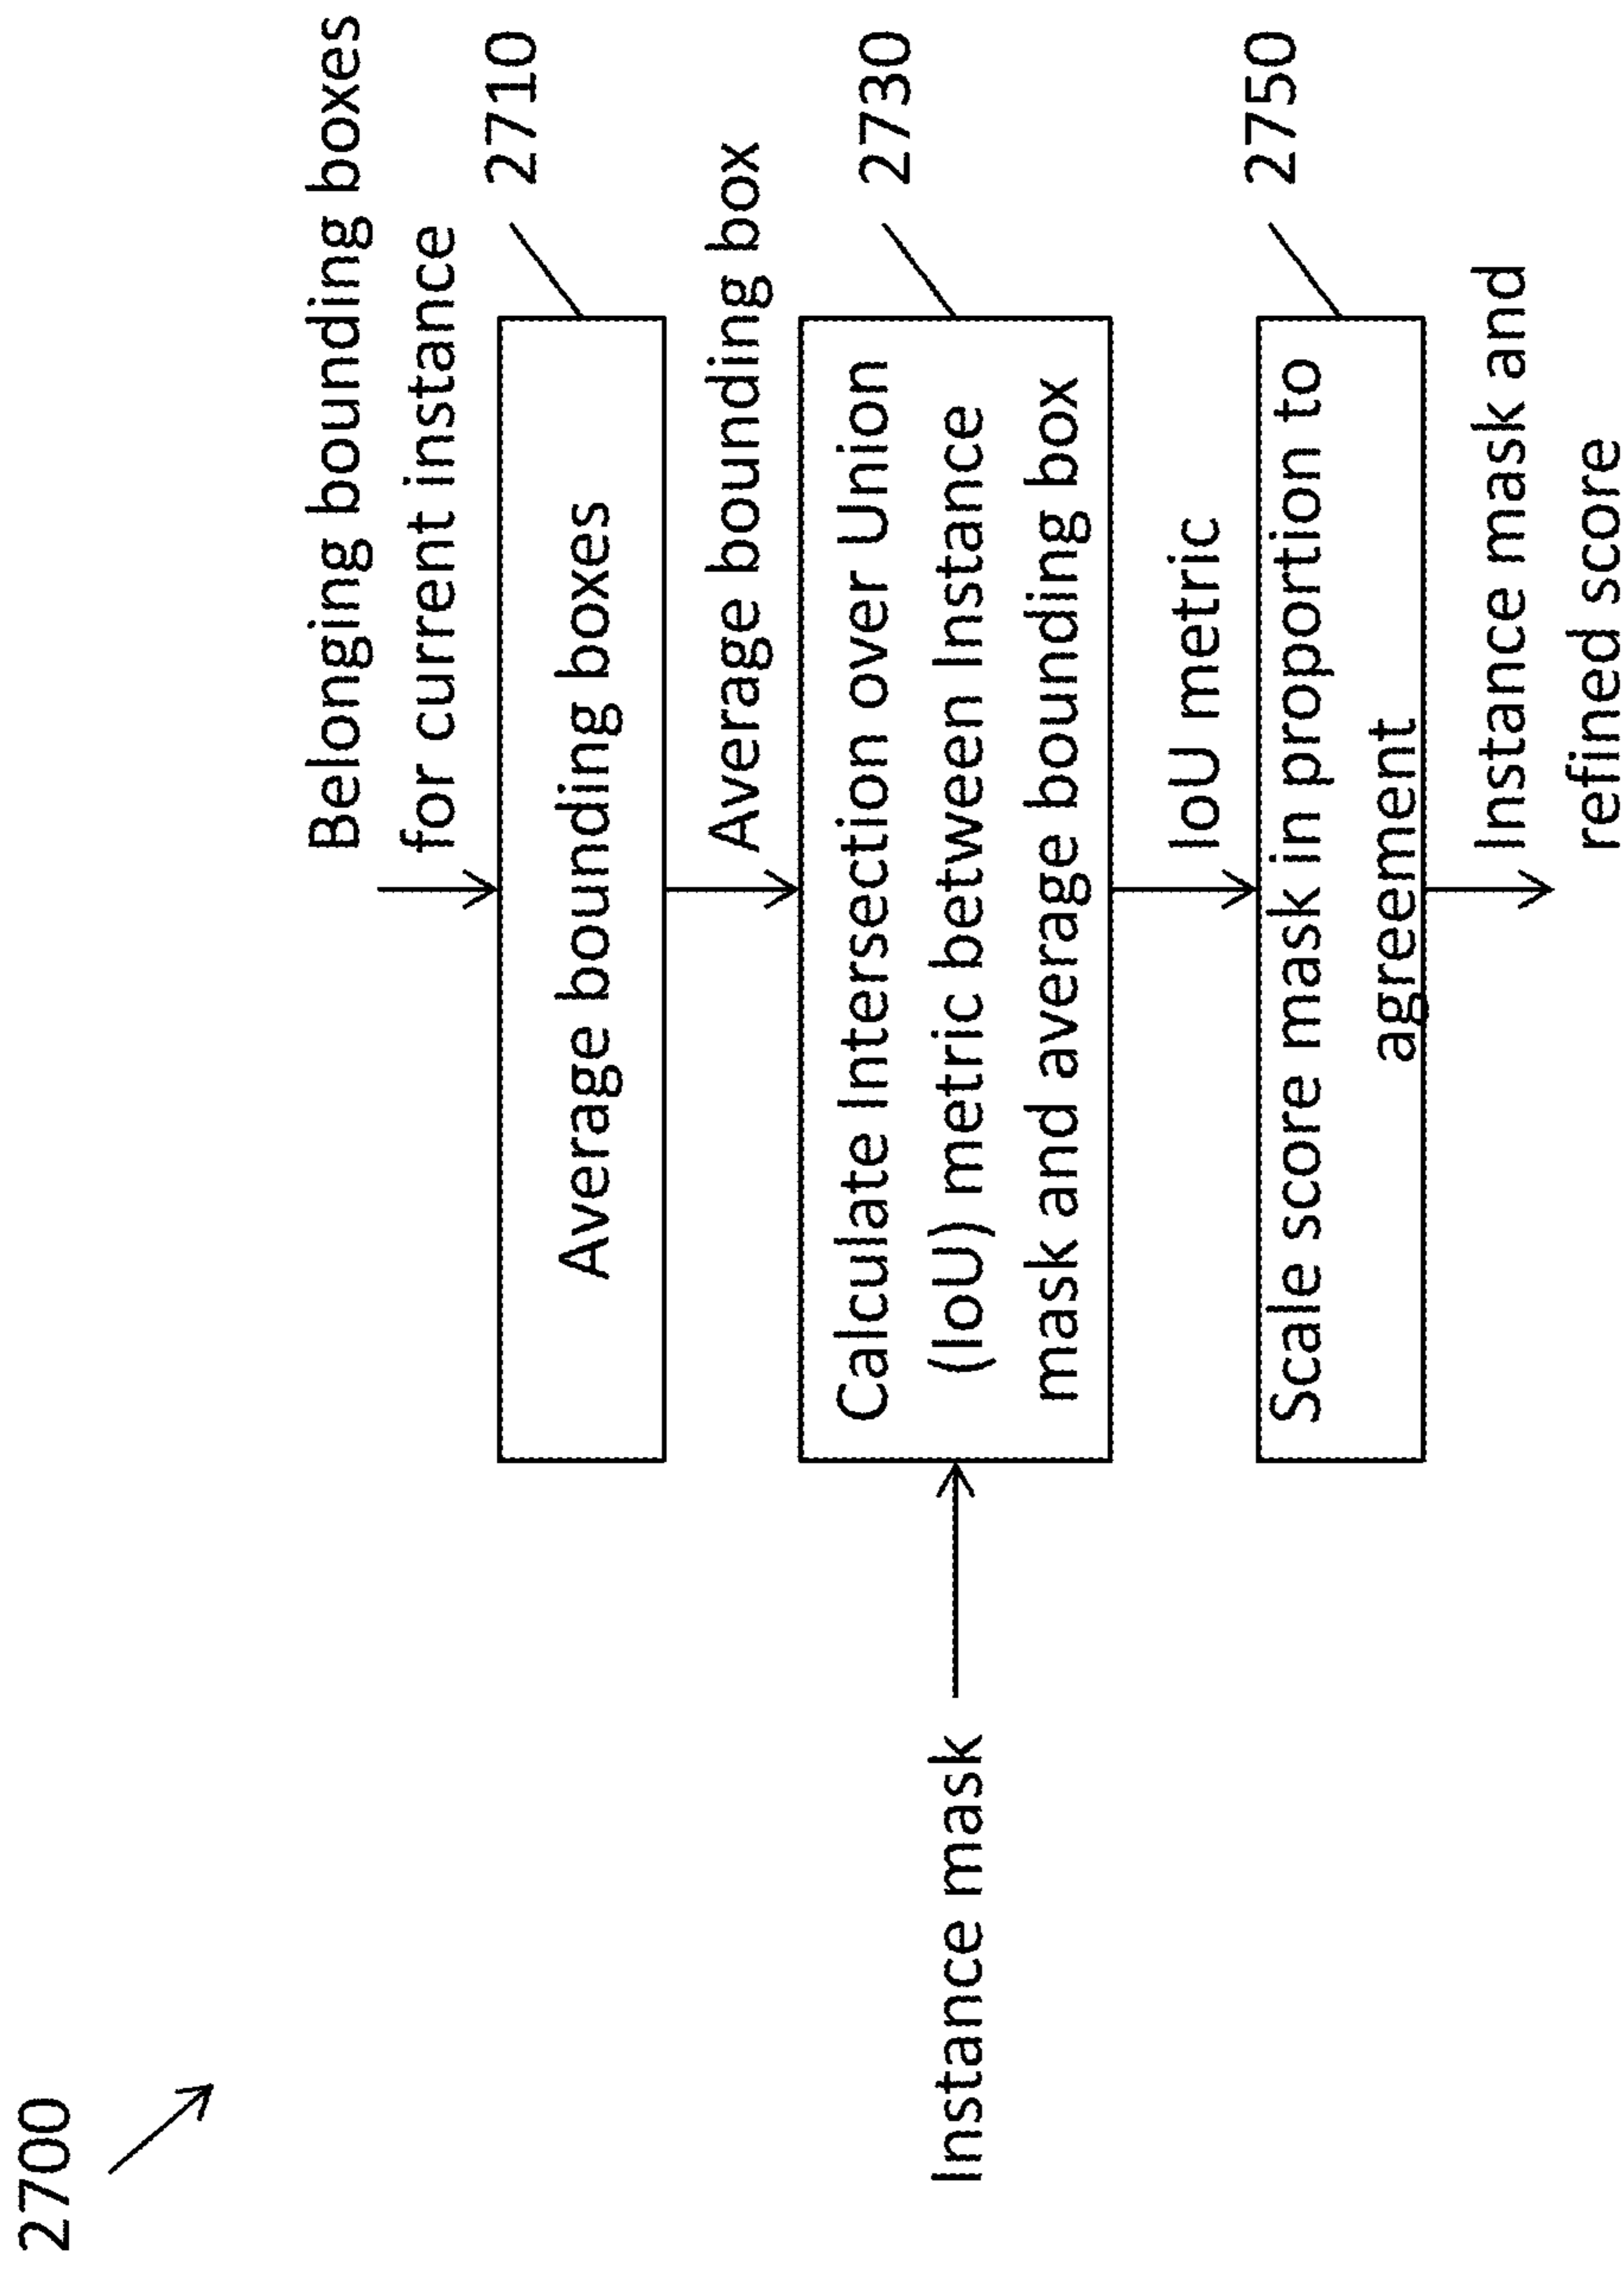 2700
Belonging bounding boxes
for current instance
2710
Average bounding boxes
Average bounding box
2730
Calculate Intersection over Union
(IoU) metric between Instance
mask and average bounding box
Instance mask
IoU metric
2750
Scale score mask in proportion to
agreement
Instance mask and
refined score